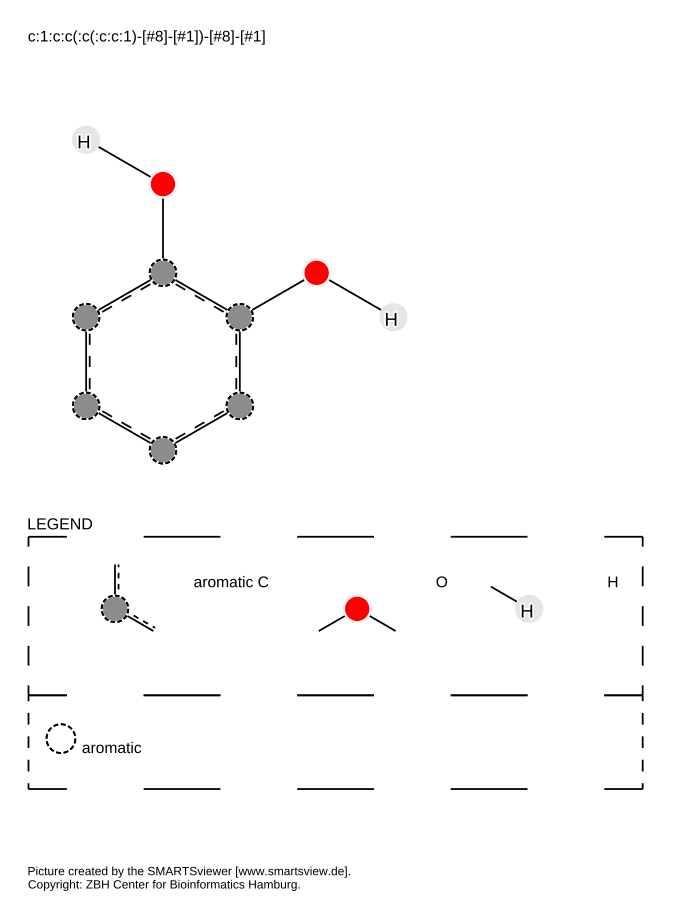 c:1:c:c(:c(:c:c:1)-[#8]-[#1])-[#8]-[#1]
H
H
LEGEND
aromatic C
O
H
H
aromatic
Picture created by the SMARTSviewer [www.smartsview.de].
Copyright: ZBH Center for Bioinformatics Hamburg.